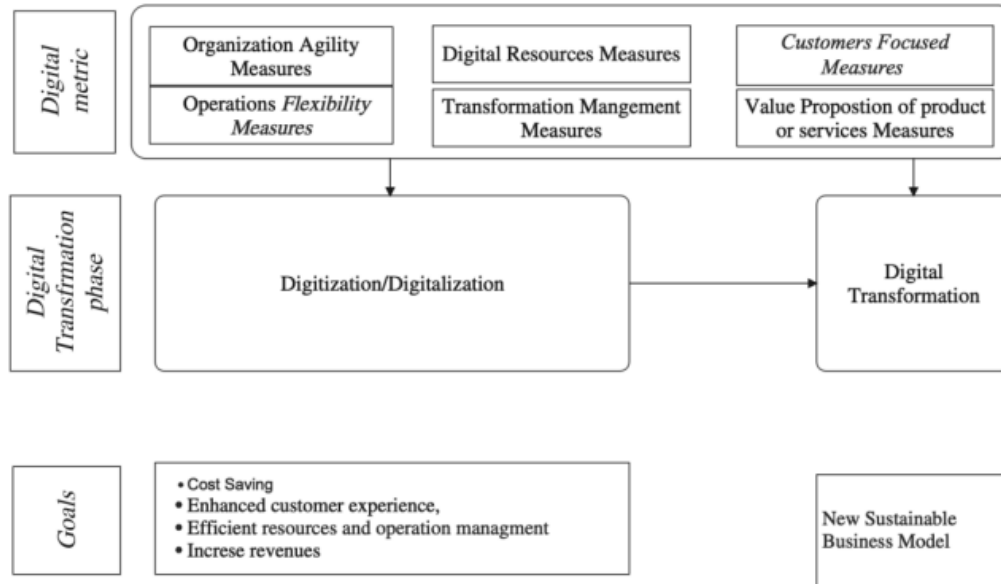 Digital
metric
Organization Agility
Measures
Operations Flexibility
Measures
Digital Resources Measures
Transformation Mangement
Measures
Customers Focused
Measures
Value Propostion of product
or services Measures
Digital
Transfrmation
phase
Digitization/Digitalization
Digital
Transformation
Goals
• Cost Saving
• Enhanced customer experience,
• Efficient resources and operation managment
• Increse revenues
New Sustainable
Business Model